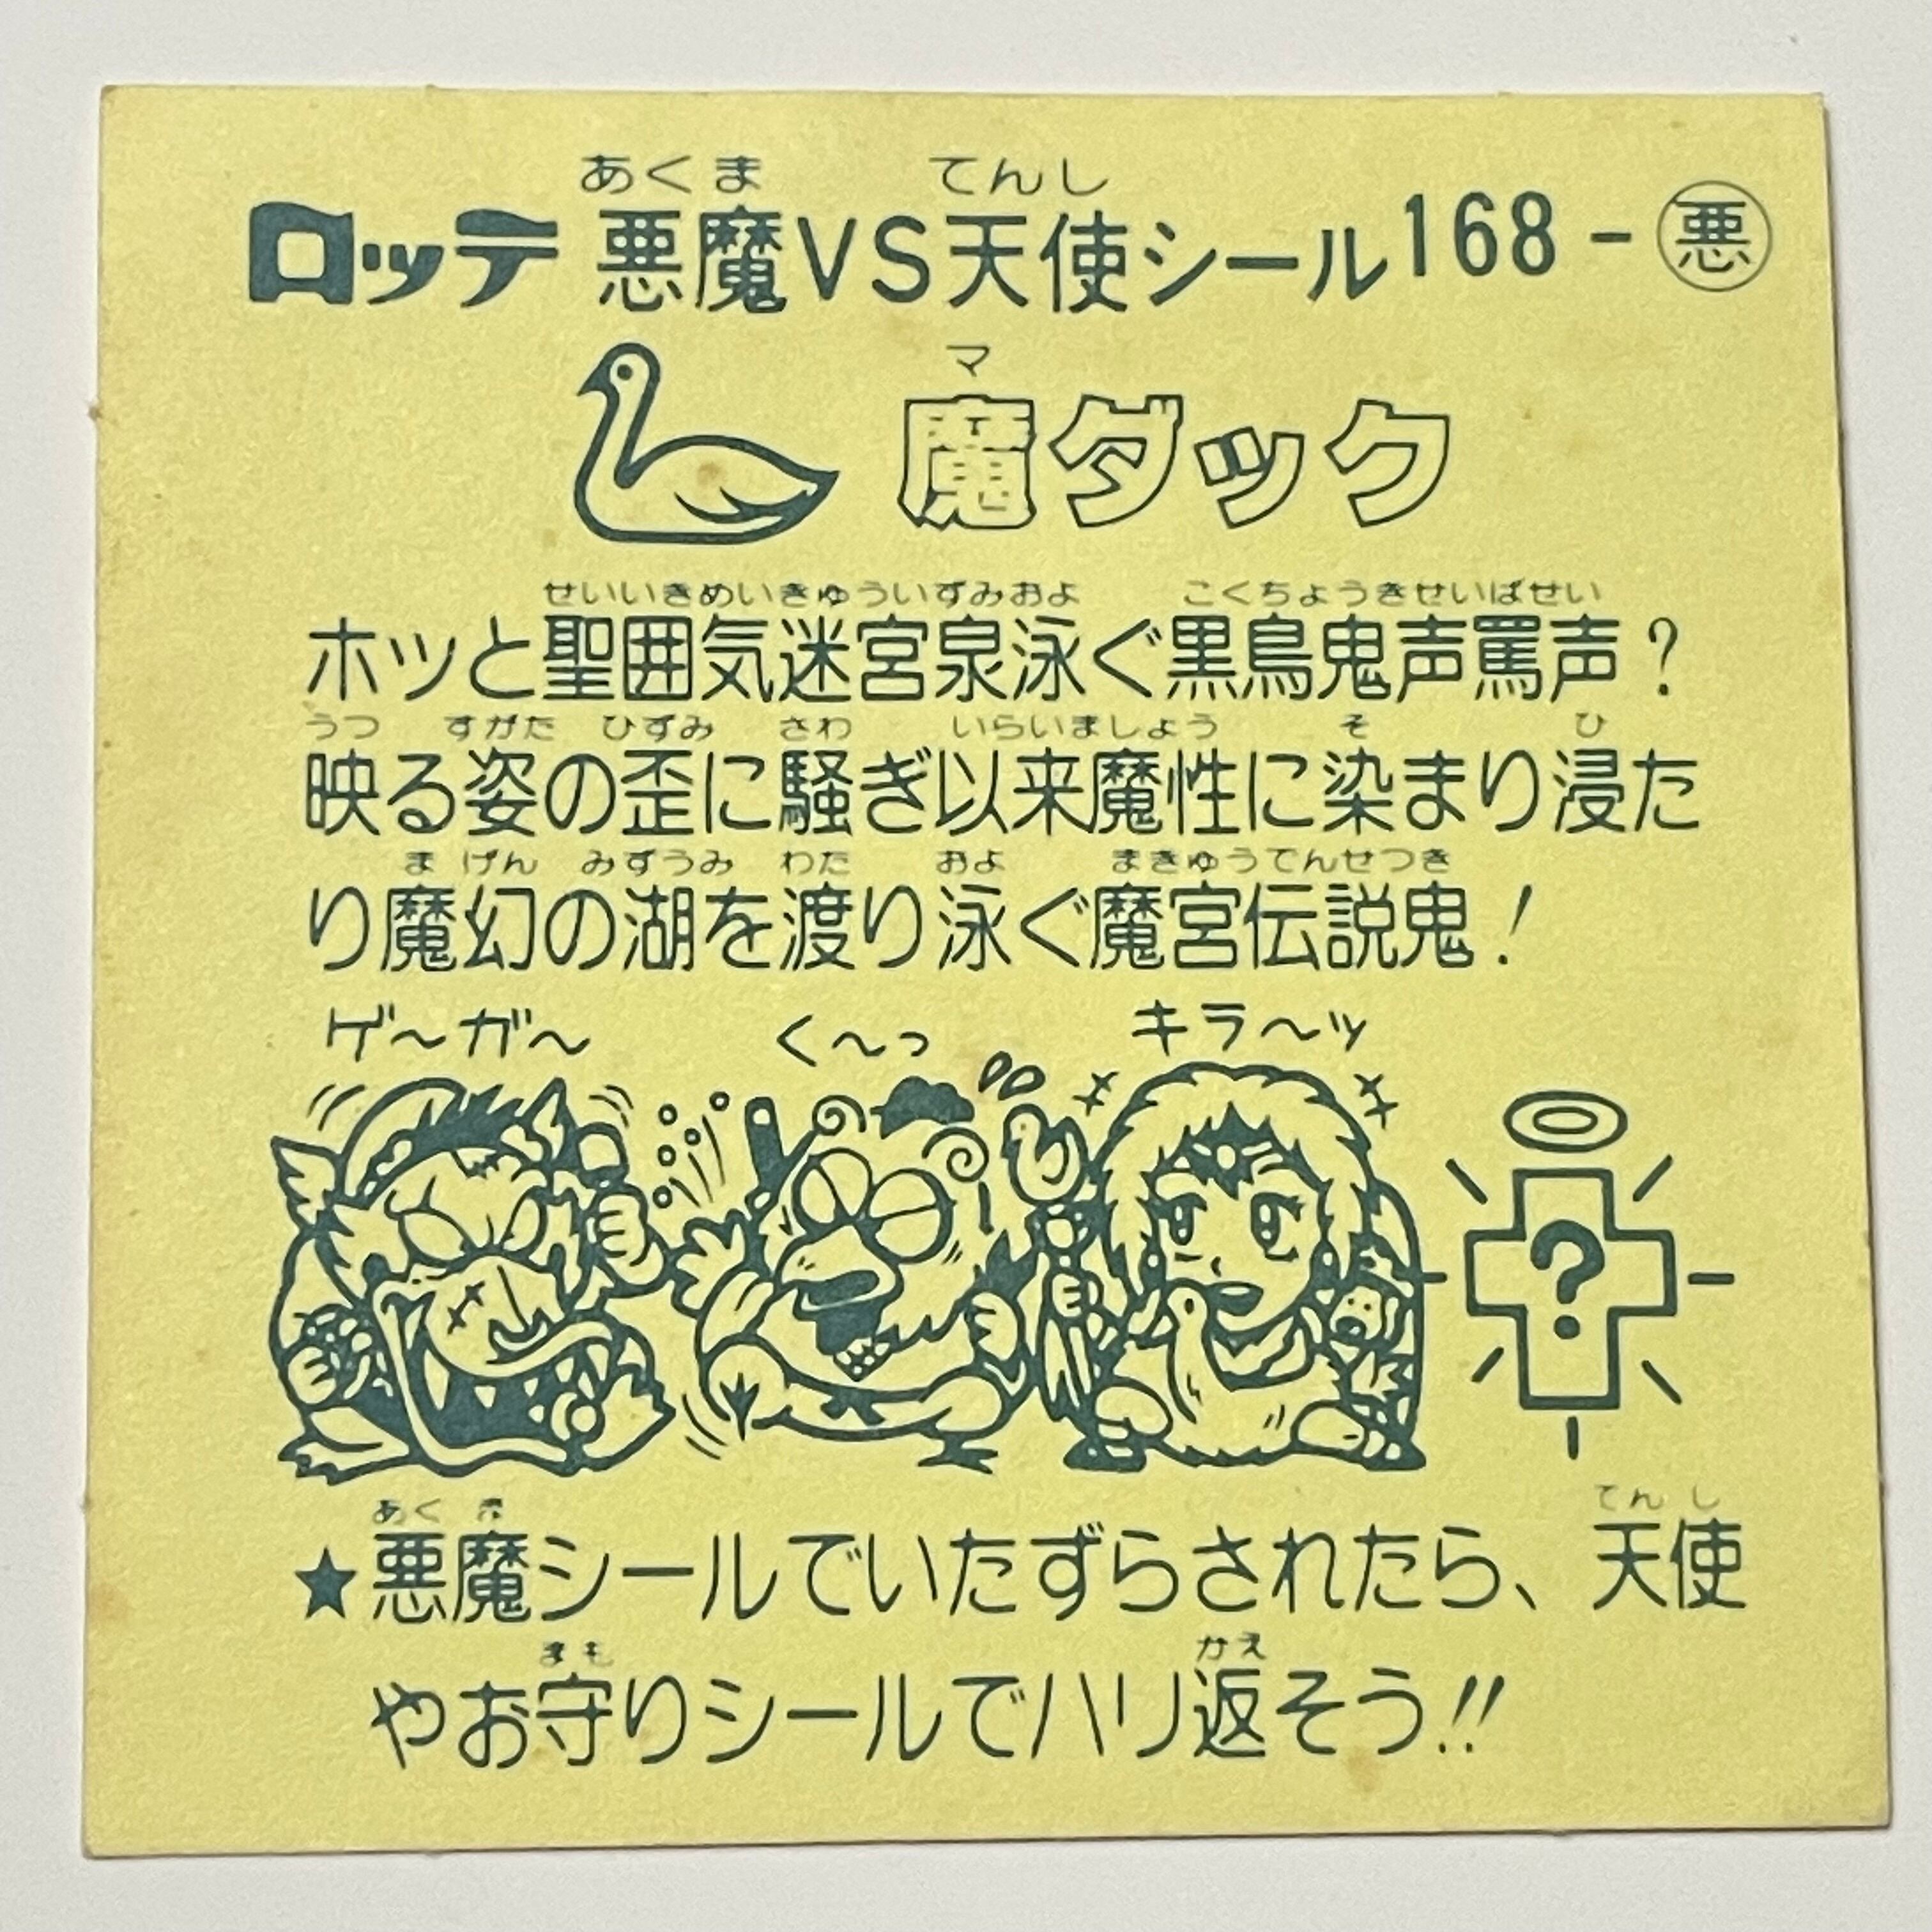 あくま てんし
ロッテ 悪魔VS天使シール168-悪
マ
魔ダック
せいいきめいきゅういずみおよ こくちょうきせいばせい
ホッと聖囲気迷宮泉泳ぐ黒鳥鬼声罵声?
うつ すがた ひずみ さわ いらいましょう そ ひ
映る姿の歪に騒ぎ以来魔性に染まり浸た
まげん みずうみ わた およ まきゅうでんせつき
り魔幻の湖を渡り泳ぐ魔宮伝説鬼!
ゲ〜ガ〜 く〜っ キラ〜ッ
?
あくま てんし
★悪魔シールでいたずらされたら、天使
まも かえ
やお守りシールでハリ返そう!!